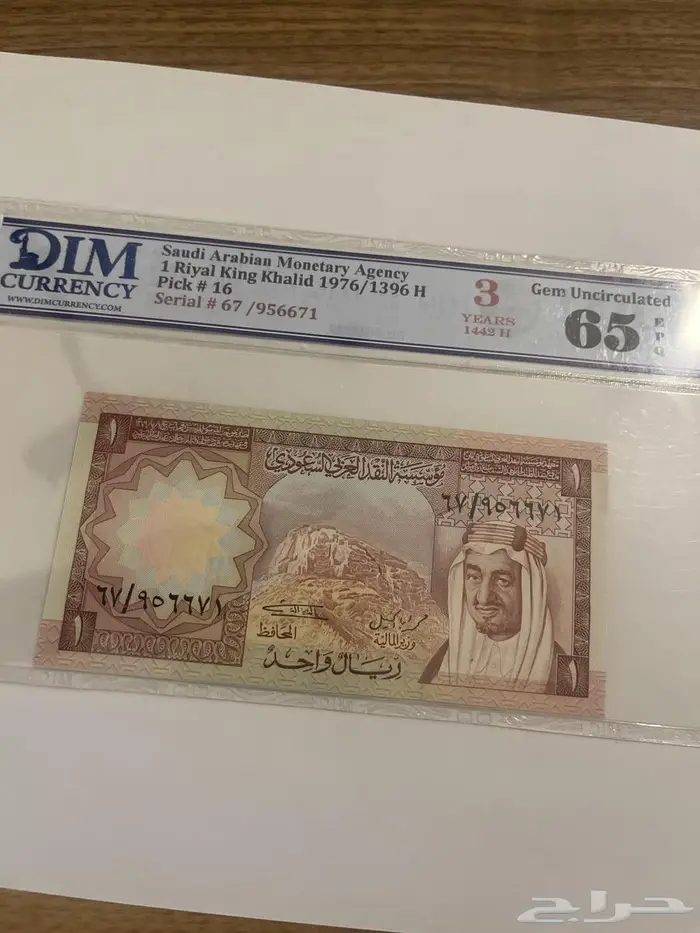 DIM
CURRENCY
WWW.DIMCURRENCY.COM
Saudi Arabian Monetary Agency
1 Riyal King Khalid 1976/1396 H
Pick # 16
Serial # 67 /956671
3
YEARS
1442 H
Gem Uncirculated
65
EPQ
مؤسسة النقد العربي السعودي
١
١
٦٧/٩٥٦٦٧١
٦٧/٩٥٦٦٧١
المحافظ
وزير المالية
ريال واحد
١
١
حراج